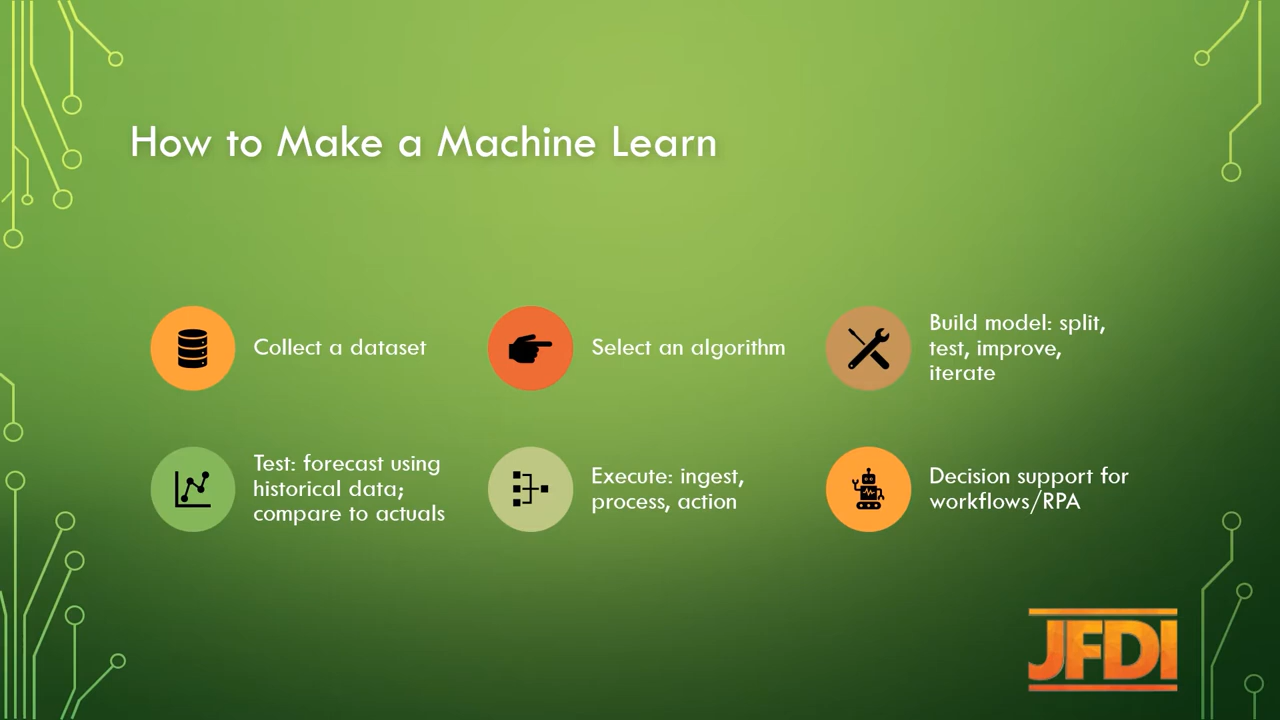 How to Make a Machine Learn
Collect a dataset
Select an algorithm
Build model: split,
test, improve,
iterate
Test: forecast using
historical data;
compare to actuals
Execute: ingest,
process, action
Decision support for
workflows/RPA
JFDI